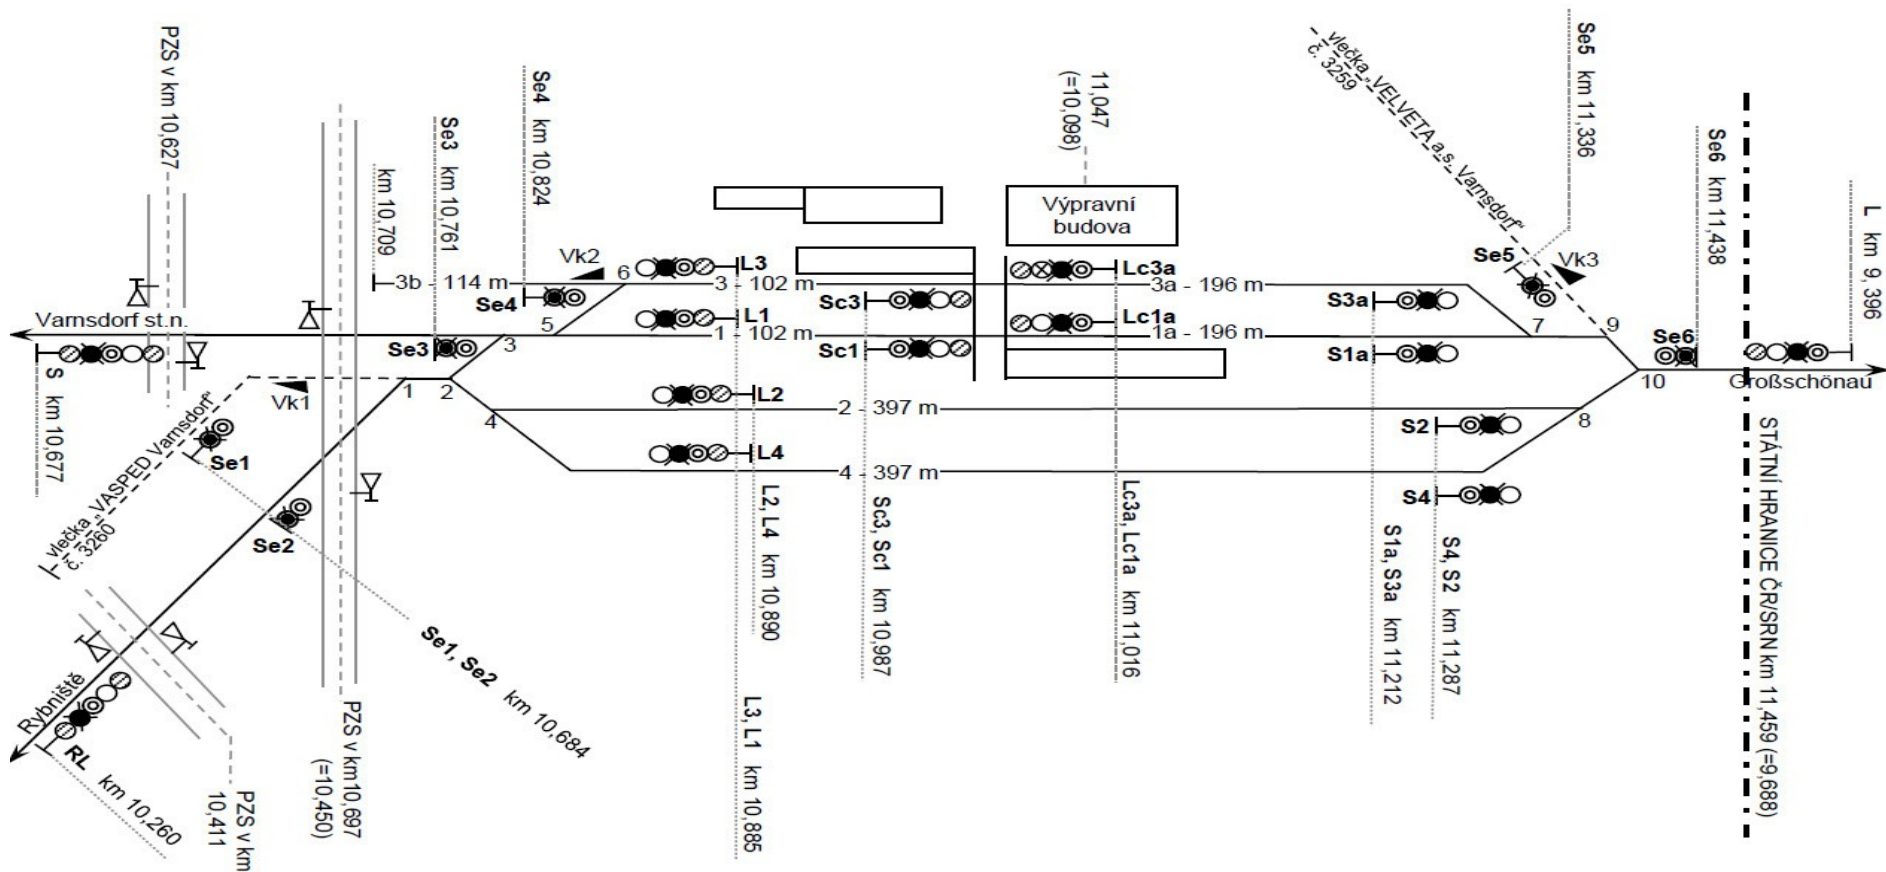 PZS v km 10,627
Se4 km 10,824
Se3 km 10,761
km 10,709
11,047
(=10,098)
Výpravní
budova
vlečka „VELVETA a.s. Varnsdorf“
č. 3259
Se5 km 11,336
Se6 km 11,438
L km 9, 396
Vk2
6
L3
Lc3a
Se5
Vk3
3b - 114 m
3 - 102 m
3a - 196 m
Se4
Sc3
S3a
Varnsdorf st.n.
5
L1
Lc1a
7
9
Se6
1 - 102 m
1a - 196 m
Se3
3
Sc1
S1a
10
Großschönau
S km 10,677
Vk1
1
2
L2
4
2 - 397 m
S2
8
Se1
L4
4 - 397 m
S4
vlečka „VASPED Varnsdorf“
č. 3260
Se2
Se1, Se2 km 10,684
L2, L4 km 10,890
Sc3, Sc1 km 10,987
Lc3a, Lc1a km 11,016
S1a, S3a km 11,212
S4, S2 km 11,287
STÁTNÍ HRANICE ČR/SRN km 11,459 (=9,688)
Rybniště
RL km 10,260
PZS v km
10,411
PZS v km 10,697
(=10,450)
L3, L1 km 10,885